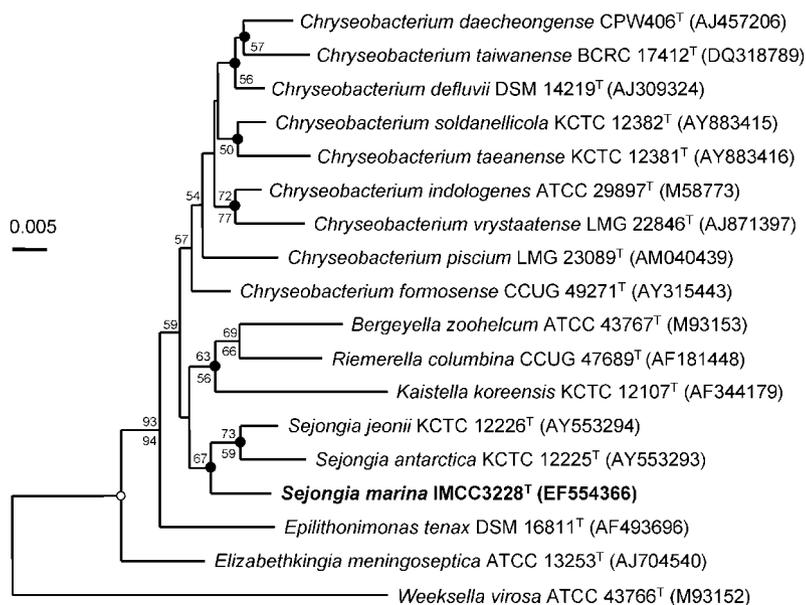 Chryseobacterium daecheongense CPW406ᵀ (AJ457206)
57
Chryseobacterium taiwanense BCRC 17412ᵀ (DQ318789)
56
Chryseobacterium defluvii DSM 14219ᵀ (AJ309324)
Chryseobacterium soldanellicola KCTC 12382ᵀ (AY883415)
50
Chryseobacterium taeanense KCTC 12381ᵀ (AY883416)
54
72
Chryseobacterium indologenes ATCC 29897ᵀ (M58773)
77
Chryseobacterium vrystaatense LMG 22846ᵀ (AJ871397)
0.005
57
Chryseobacterium piscium LMG 23089ᵀ (AM040439)
Chryseobacterium formosense CCUG 49271ᵀ (AY315443)
59
Bergeyella zoohelcum ATCC 43767ᵀ (M93153)
69
63
66
Riemerella columbina CCUG 47689ᵀ (AF181448)
56
Kaistella koreensis KCTC 12107ᵀ (AF344179)
93
94
Sejongia jeonii KCTC 12226ᵀ (AY553294)
73
67
59
Sejongia antarctica KCTC 12225ᵀ (AY553293)
Sejongia marina IMCC3228ᵀ (EF554366)
Epilithonimonas tenax DSM 16811ᵀ (AF493696)
Elizabethkingia meningoseptica ATCC 13253ᵀ (AJ704540)
Weeksella virosa ATCC 43766ᵀ (M93152)